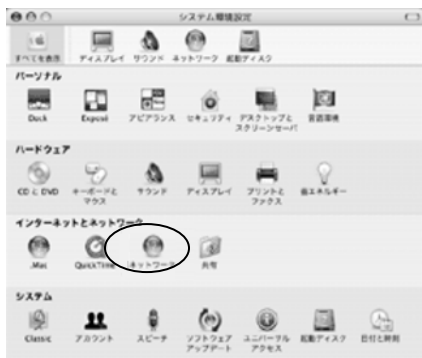 システム環境設定
すべてを表示 ディスプレイ サウンド ネットワーク 起動ディスク
パーソナル
Dock Exposé アピアランス セキュリティ デスクトップと
スクリーンセーバ 言語環境
ハードウェア
CD と DVD キーボードと
マウス サウンド ディスプレイ プリントと
ファクス 省エネルギー
インターネットとネットワーク
.Mac QuickTime ネットワーク 共有
システム
Classic アカウント スピーチ ソフトウェア
アップデート ユニバーサル
アクセス 起動ディスク 日付と時刻